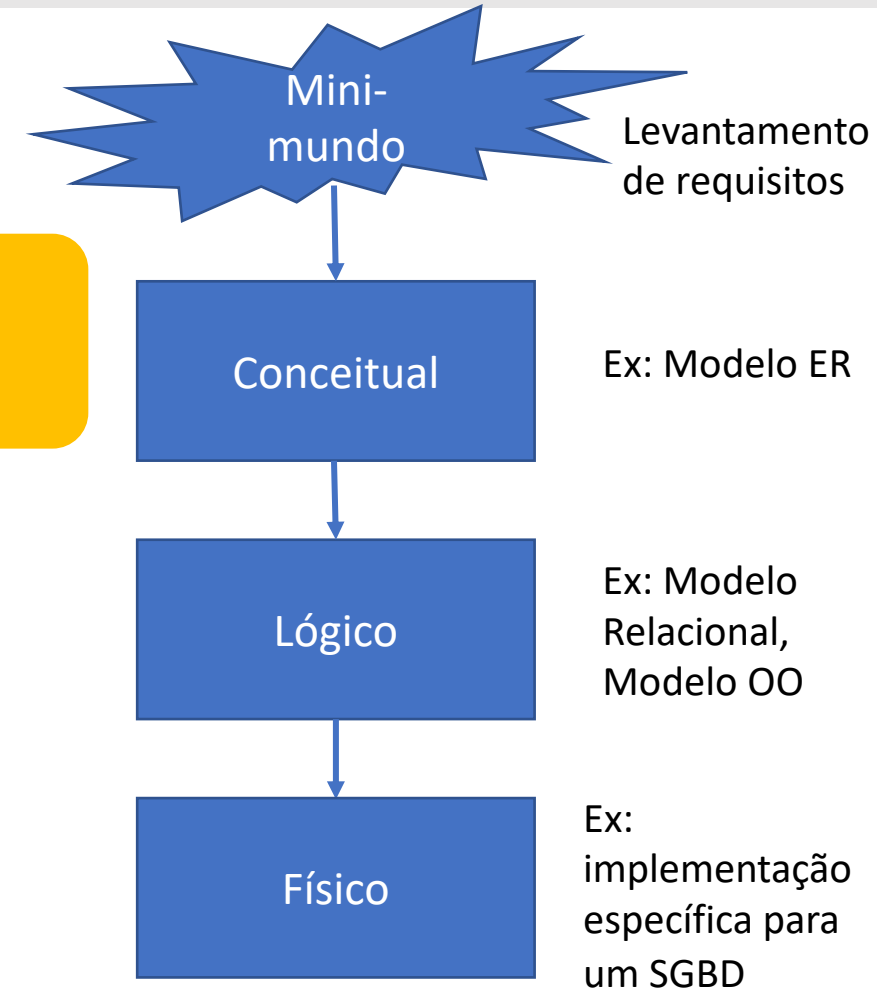 Mini-
mundo
Levantamento
de requisitos
Conceitual
Ex: Modelo ER
Lógico
Ex: Modelo
Relacional,
Modelo OO
Físico
Ex:
implementação
específica para
um SGBD